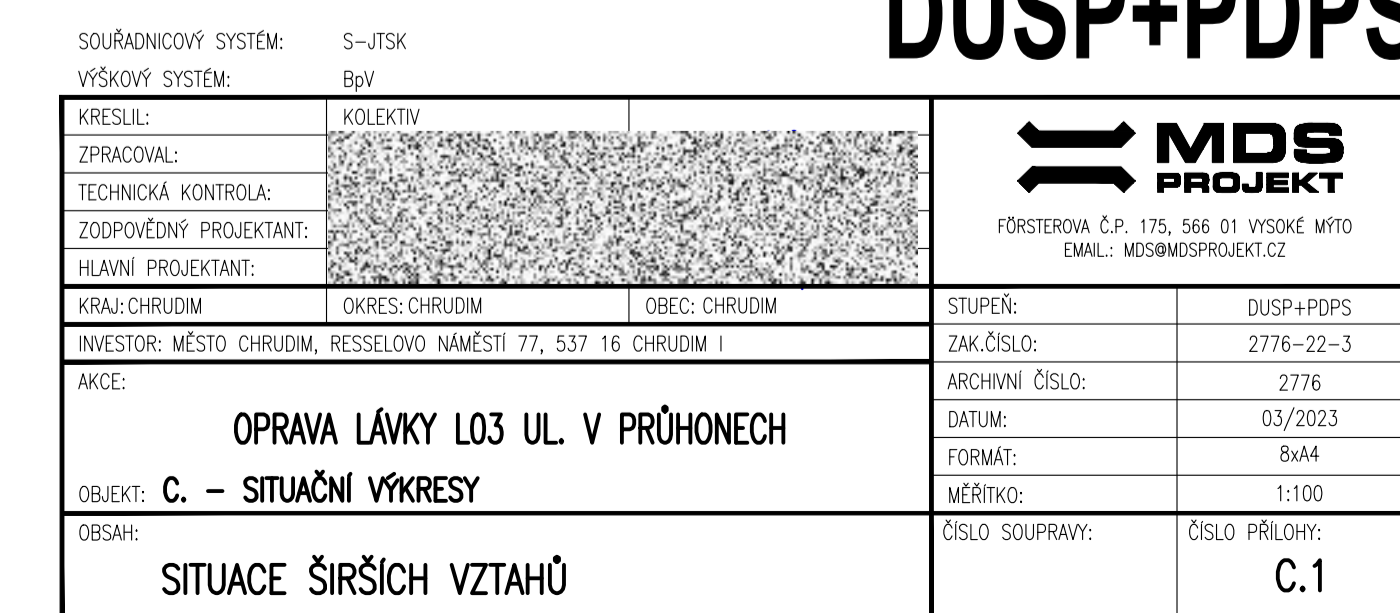 DUSP+PDPS
SOUŘADNICOVÝ SYSTÉM: S-JTSK
VÝŠKOVÝ SYSTÉM: BpV
KRESLIL: KOLEKTIV
ZPRACOVAL:
TECHNICKÁ KONTROLA:
ZODPOVĚDNÝ PROJEKTANT:
HLAVNÍ PROJEKTANT:
MDS
PROJEKT
FÖRSTEROVA Č.P. 175, 566 01 VYSOKÉ MÝTO
EMAIL.: MDS@MDSPROJEKT.CZ
KRAJ: CHRUDIM OKRES: CHRUDIM OBEC: CHRUDIM
INVESTOR: MĚSTO CHRUDIM, RESSELOVO NÁMĚSTÍ 77, 537 16 CHRUDIM I
AKCE:
OPRAVA LÁVKY L03 UL. V PRŮHONECH
OBJEKT: C. - SITUAČNÍ VÝKRESY
OBSAH:
SITUACE ŠIRŠÍCH VZTAHŮ
STUPEŇ: DUSP+PDPS
ZAK.ČÍSLO: 2776-22-3
ARCHIVNÍ ČÍSLO: 2776
DATUM: 03/2023
FORMÁT: 8xA4
MĚŘÍTKO: 1:100
ČÍSLO SOUPRAVY: ČÍSLO PŘÍLOHY:
C.1